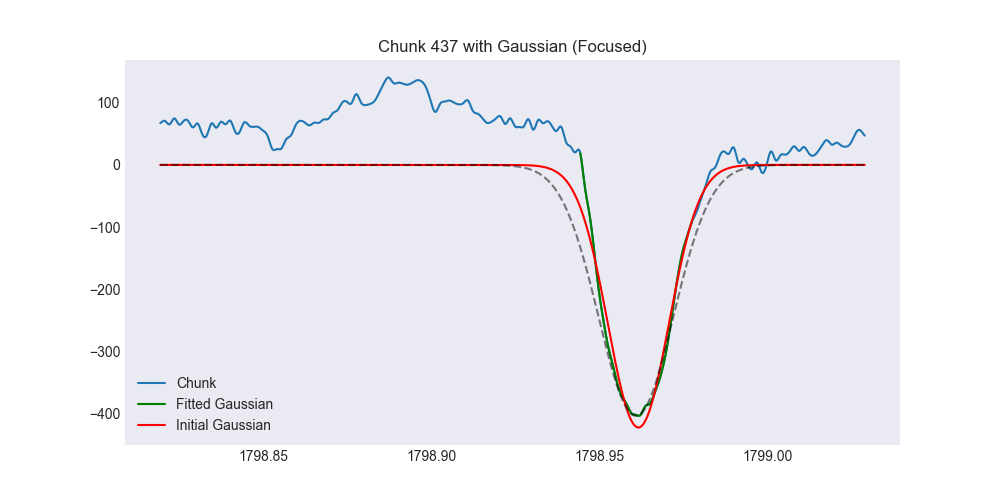 Chunk 437 with Gaussian (Focused)
100
0
−100
−200
−300
−400
Chunk
Fitted Gaussian
Initial Gaussian
1798.85 1798.90 1798.95 1799.00